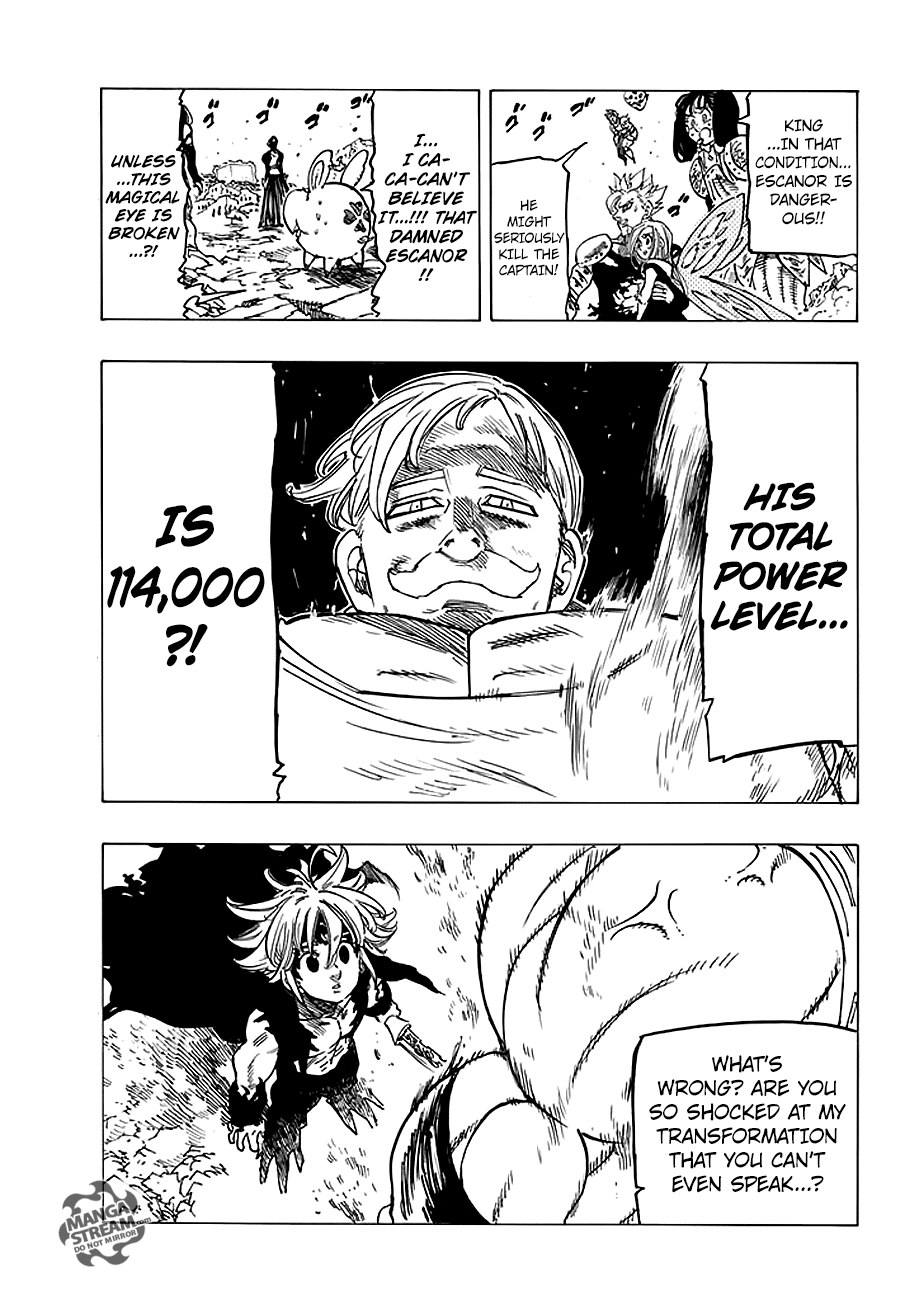 KING
...IN THAT
CONDITION...
ESCANOR IS
DANGER-
OUS!!
HE
MIGHT
SERIOUSLY
KILL THE
CAPTAIN!
I...
I CA-
CA-CAN'T
BELIEVE
IT...!!! THAT
DAMNED
ESCANOR
!!
UNLESS
...THIS
MAGICAL
EYE IS
BROKEN
...?!
HIS
TOTAL
POWER
LEVEL...
IS
114,000
?!
WHAT'S
WRONG? ARE YOU
SO SHOCKED AT MY
TRANSFORMATION
THAT YOU CAN'T
EVEN SPEAK...?
MANGA
STREAM.com
DO NOT MIRROR